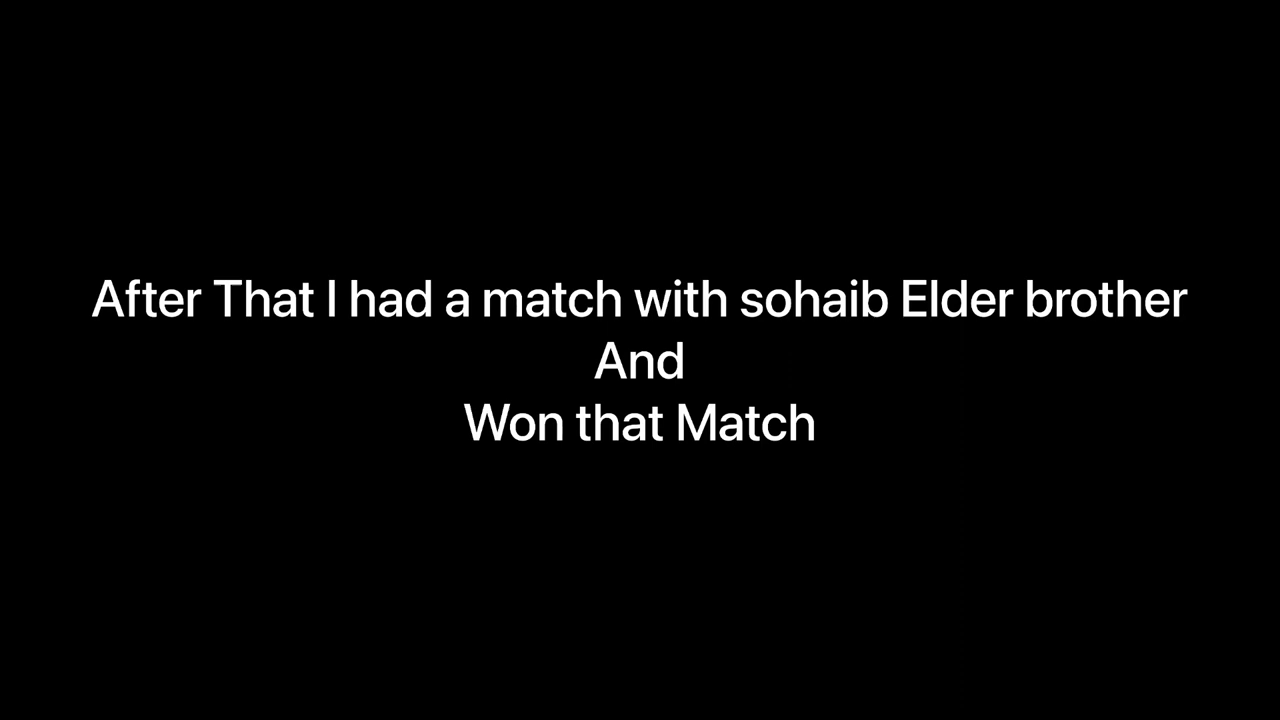 After That I had a match with sohaib Elder brother
And
Won that Match